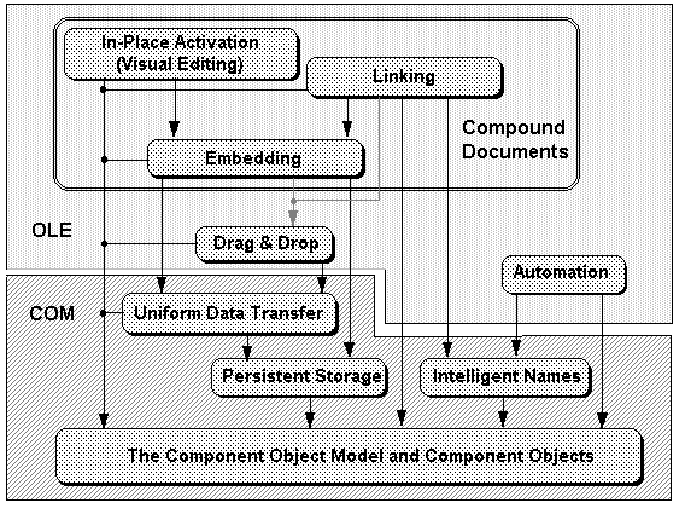 In-Place Activation
(Visual Editing)
Linking
Compound
Documents
Embedding
OLE
Drag & Drop
Automation
COM
Uniform Data Transfer
Persistent Storage
Intelligent Names
The Component Object Model and Component Objects